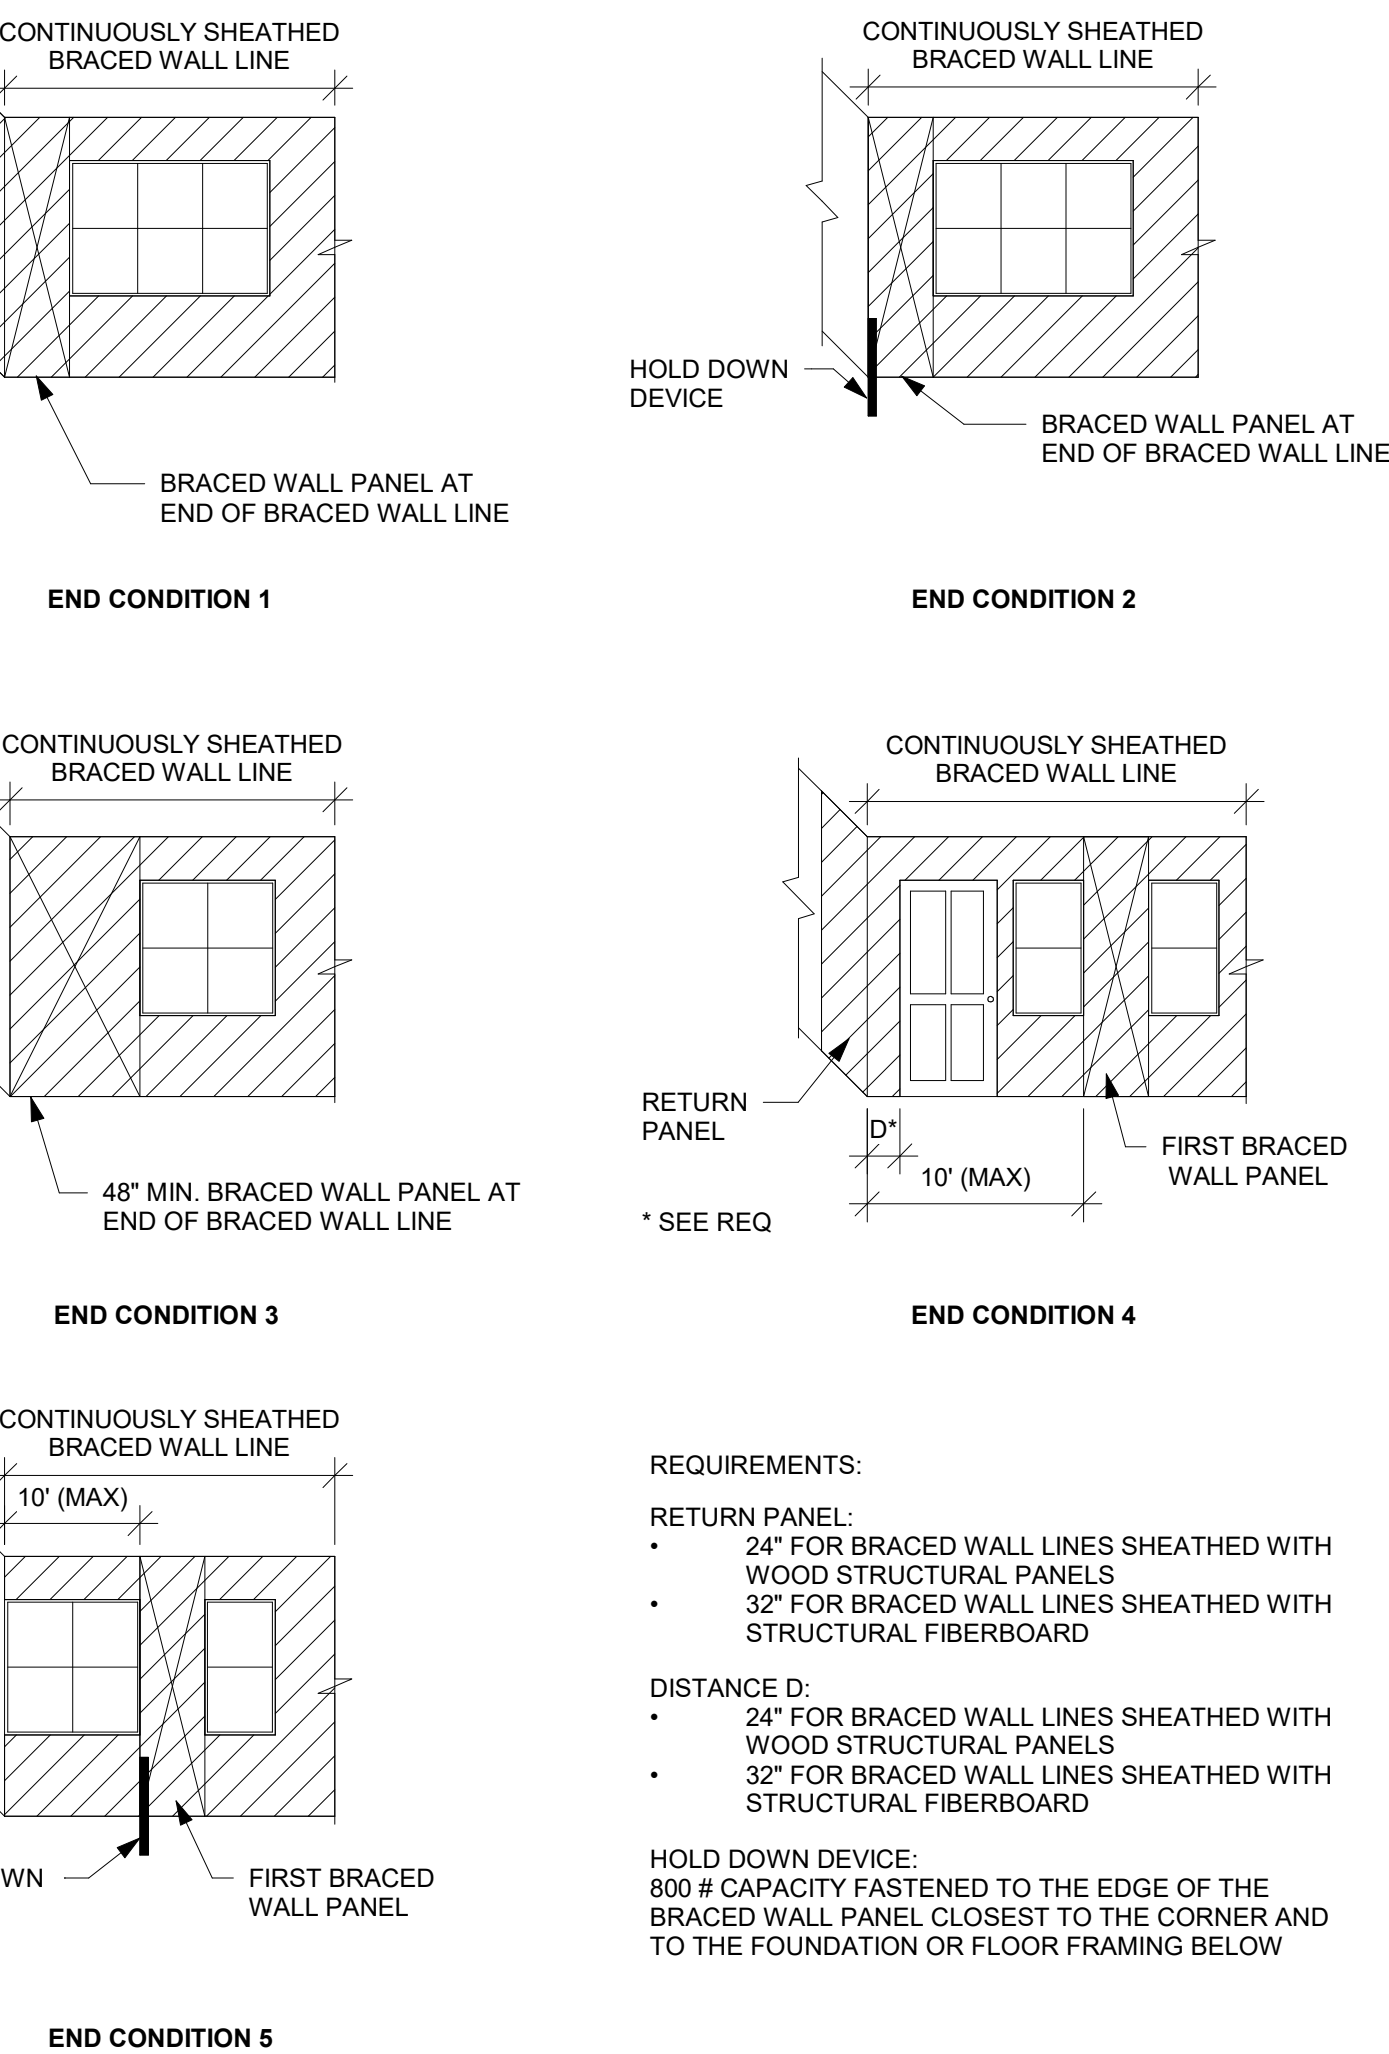 CONTINUOUSLY SHEATHED
BRACED WALL LINE
BRACED WALL PANEL AT
END OF BRACED WALL LINE
END CONDITION 1
CONTINUOUSLY SHEATHED
BRACED WALL LINE
HOLD DOWN
DEVICE
BRACED WALL PANEL AT
END OF BRACED WALL LINE
END CONDITION 2
CONTINUOUSLY SHEATHED
BRACED WALL LINE
48" MIN. BRACED WALL PANEL AT
END OF BRACED WALL LINE
END CONDITION 3
CONTINUOUSLY SHEATHED
BRACED WALL LINE
RETURN
PANEL
D*
10' (MAX)
FIRST BRACED
WALL PANEL
* SEE REQ
END CONDITION 4
CONTINUOUSLY SHEATHED
BRACED WALL LINE
10' (MAX)
WN
FIRST BRACED
WALL PANEL
END CONDITION 5
REQUIREMENTS:
RETURN PANEL:
• 24" FOR BRACED WALL LINES SHEATHED WITH
WOOD STRUCTURAL PANELS
• 32" FOR BRACED WALL LINES SHEATHED WITH
STRUCTURAL FIBERBOARD
DISTANCE D:
• 24" FOR BRACED WALL LINES SHEATHED WITH
WOOD STRUCTURAL PANELS
• 32" FOR BRACED WALL LINES SHEATHED WITH
STRUCTURAL FIBERBOARD
HOLD DOWN DEVICE:
800 # CAPACITY FASTENED TO THE EDGE OF THE
BRACED WALL PANEL CLOSEST TO THE CORNER AND
TO THE FOUNDATION OR FLOOR FRAMING BELOW